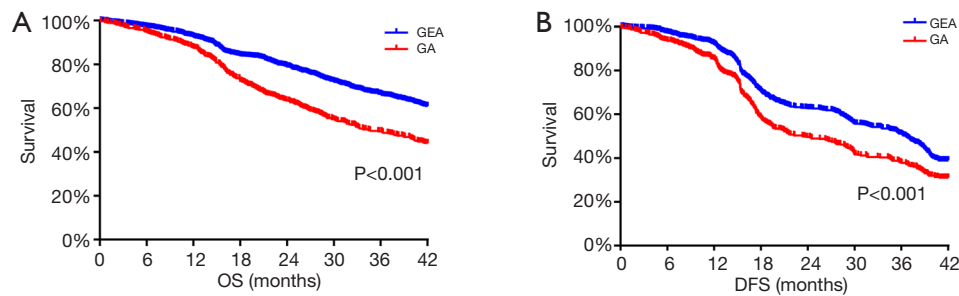 A
100%
80%
60%
40%
20%
0%
Survival
GEA
GA
P<0.001
0 6 12 18 24 30 36 42
OS (months)
B
100%
80%
60%
40%
20%
0%
Survival
GEA
GA
P<0.001
0 6 12 18 24 30 36 42
DFS (months)